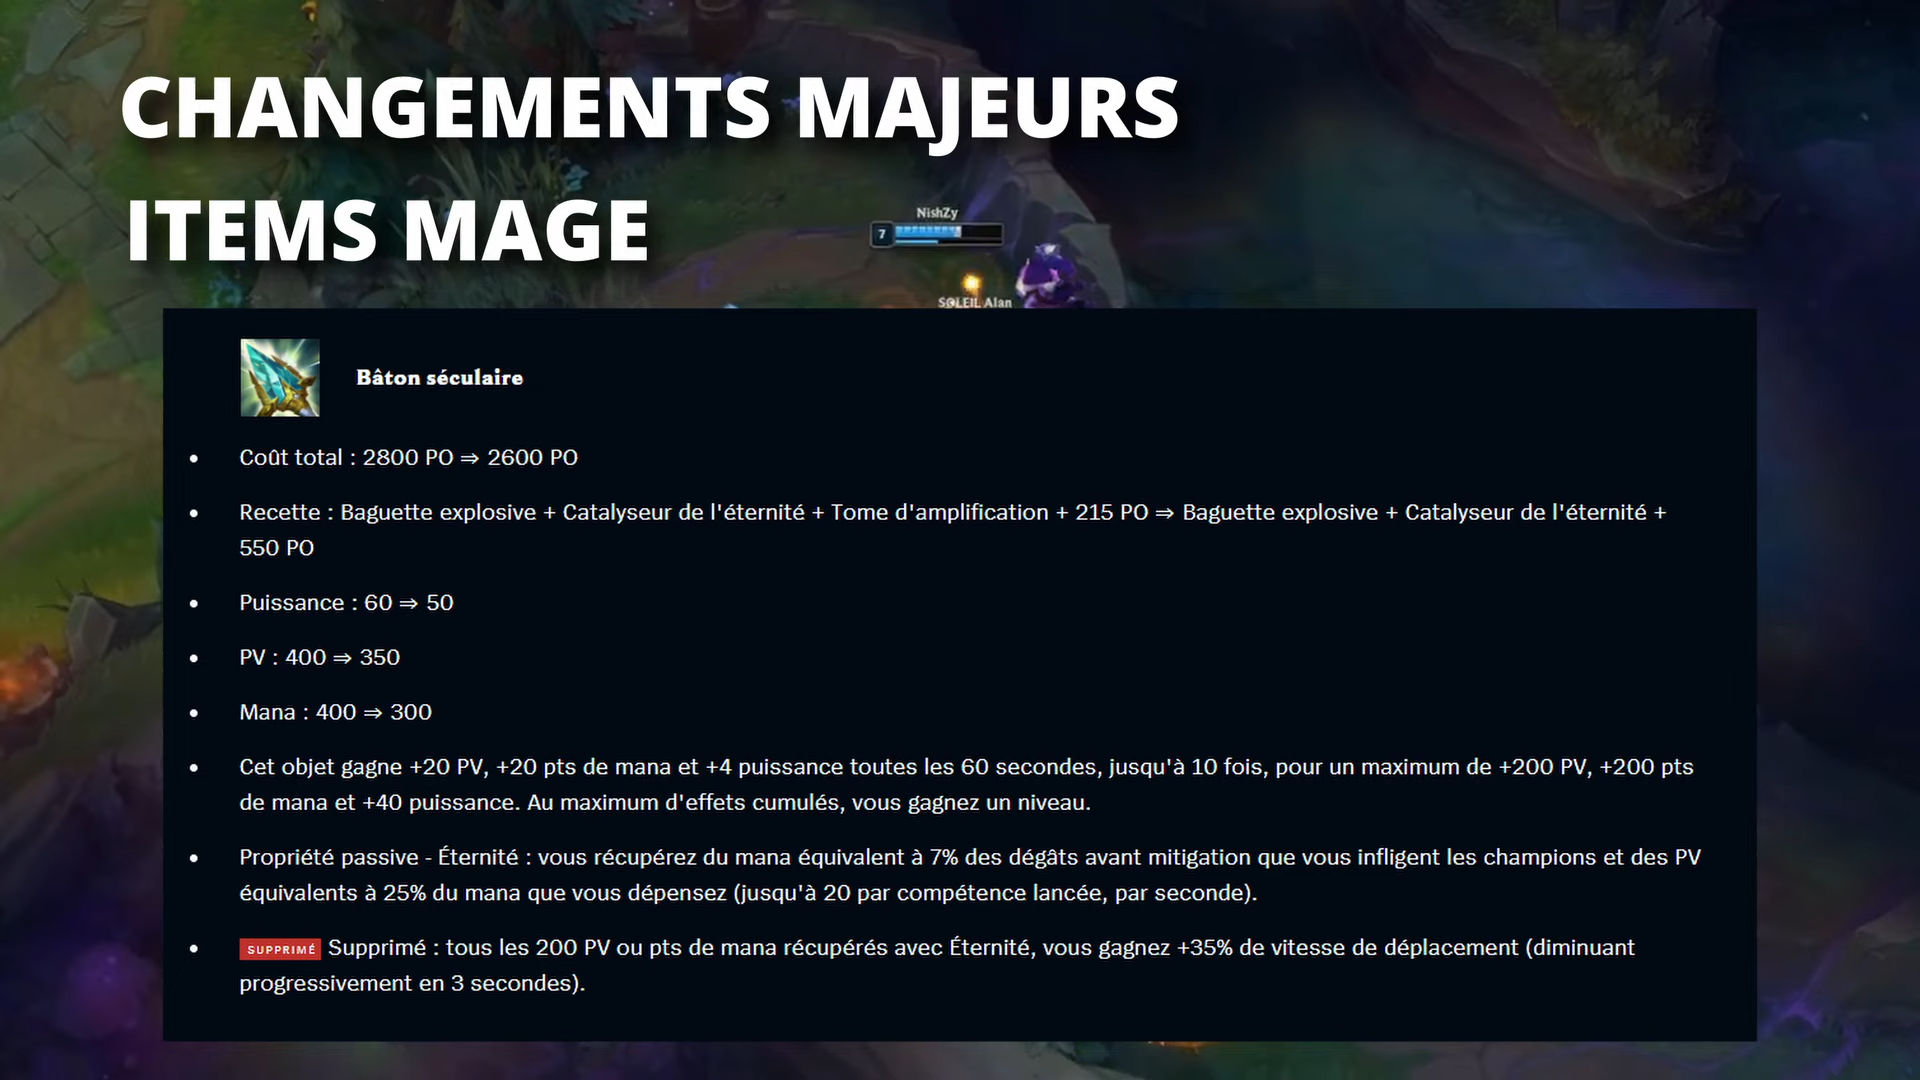 CHANGEMENTS MAJEURS
ITEMS MAGE
NishZy
7
SOLEIL Alan
Bâton séculaire
• Coût total : 2800 PO ⇒ 2600 PO
• Recette : Baguette explosive + Catalyseur de l'éternité + Tome d'amplification + 215 PO ⇒ Baguette explosive + Catalyseur de l'éternité +
550 PO
• Puissance : 60 ⇒ 50
• PV : 400 ⇒ 350
• Mana : 400 ⇒ 300
• Cet objet gagne +20 PV, +20 pts de mana et +4 puissance toutes les 60 secondes, jusqu'à 10 fois, pour un maximum de +200 PV, +200 pts
de mana et +40 puissance. Au maximum d'effets cumulés, vous gagnez un niveau.
• Propriété passive - Éternité : vous récupérez du mana équivalent à 7% des dégâts avant mitigation que vous infligent les champions et des PV
équivalents à 25% du mana que vous dépensez (jusqu'à 20 par compétence lancée, par seconde).
• SUPPRIMÉ Supprimé : tous les 200 PV ou pts de mana récupérés avec Éternité, vous gagnez +35% de vitesse de déplacement (diminuant
progressivement en 3 secondes).